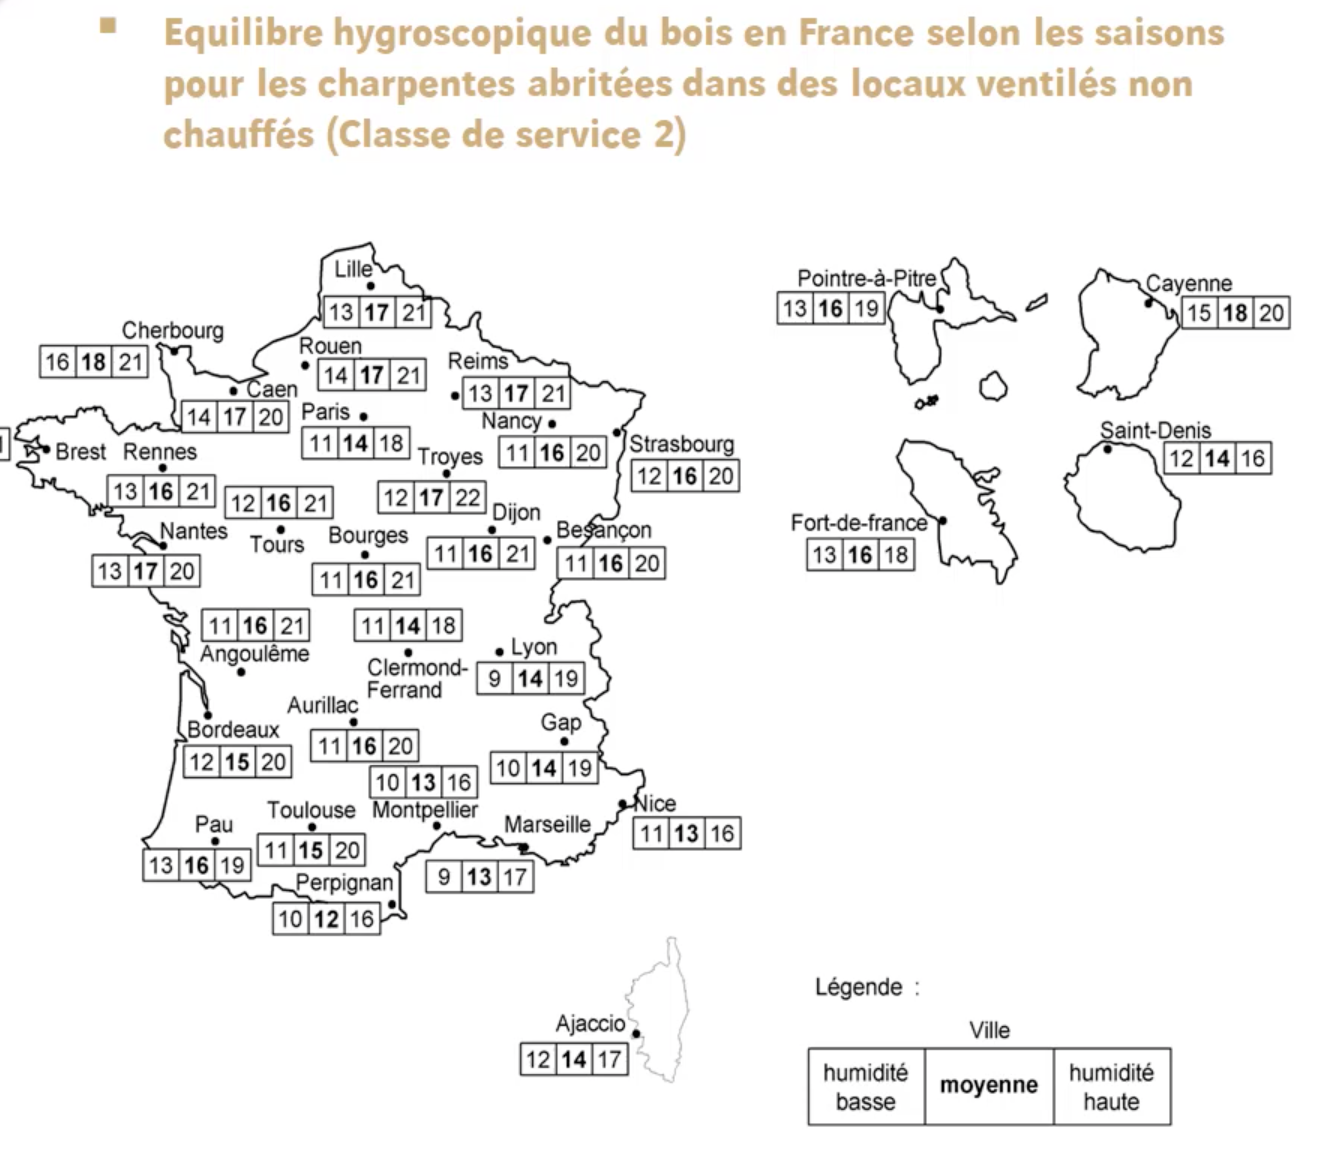 Equilibre hygroscopique du bois en France selon les saisons
pour les charpentes abritées dans des locaux ventilés non
chauffés (Classe de service 2)
Lille
13 17 21
Cherbourg
16 18 21
Rouen
14 17 21
Reims
13 17 21
Caen
14 17 20
Paris
11 14 18
Nancy
11 16 20
Strasbourg
12 16 20
Brest
Rennes
13 16 21
Troyes
12 17 22
12 16 21
Tours
Nantes
13 17 20
Bourges
11 16 21
Dijon
11 16 21
Besançon
11 16 20
11 16 21
Angoulême
11 14 18
Clermond-
Ferrand
Lyon
9 14 19
Aurillac
11 16 20
Gap
10 14 19
Bordeaux
12 15 20
10 13 16
Montpellier
Toulouse
11 15 20
Pau
13 16 19
Marseille
9 13 17
Nice
11 13 16
Perpignan
10 12 16
Ajaccio
12 14 17
Pointre-à-Pitre
13 16 19
Cayenne
15 18 20
Saint-Denis
12 14 16
Fort-de-france
13 16 18
Légende :
Ville
humidité
basse
moyenne
humidité
haute